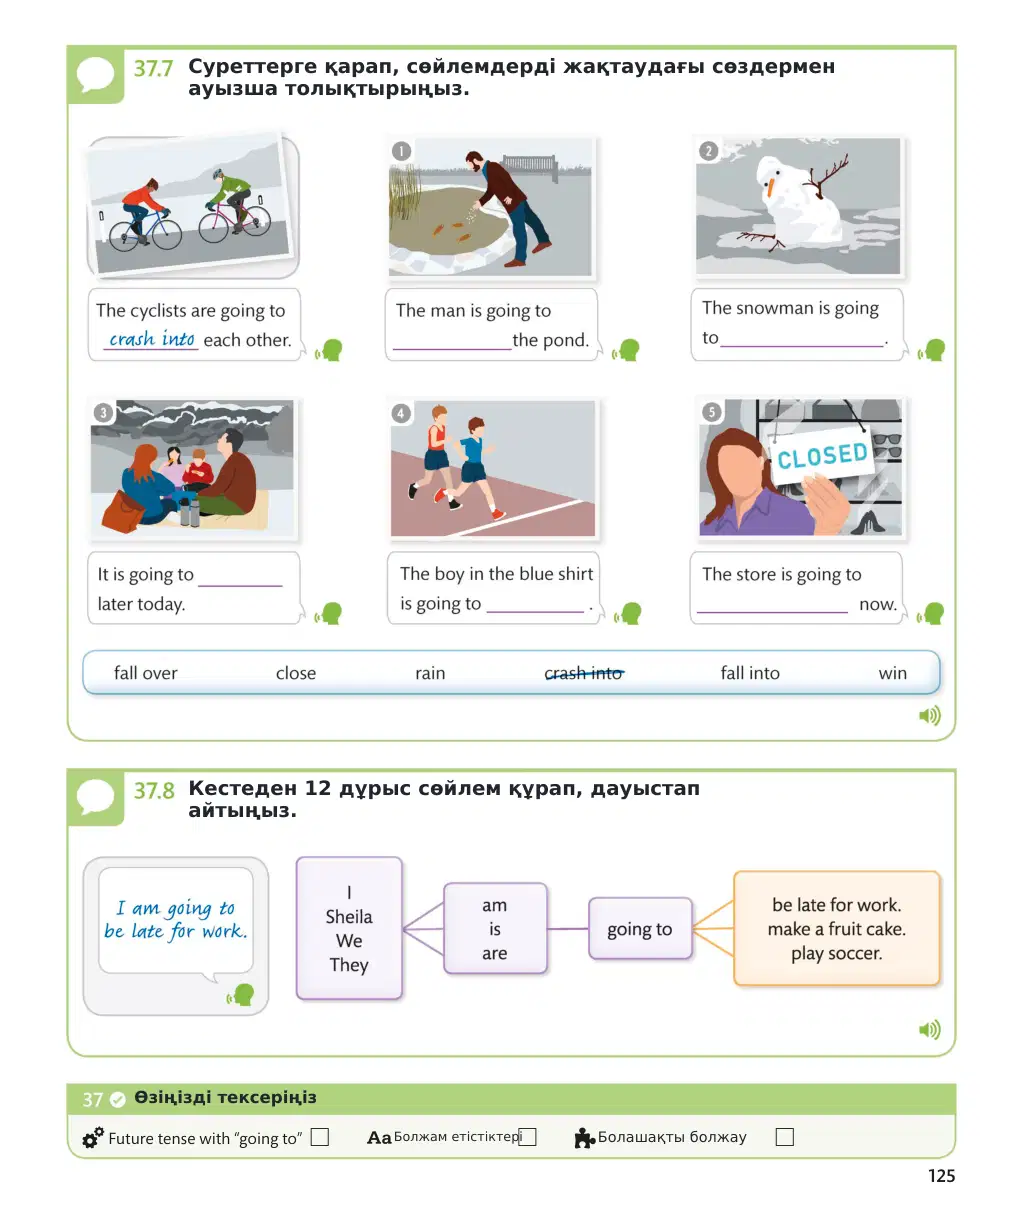 37.7 Суреттерге қарап, сөйлемдерді жақтаудағы сөздермен
ауызша толықтырыңыз.
The cyclists are going to
crash into each other.
1
The man is going to
____________ the pond.
2
The snowman is going
to ________________ .
3
It is going to ________
later today.
4
The boy in the blue shirt
is going to __________ .
5
CLOSED
The store is going to
_______________ now.
fall over close rain crash into fall into win
37.8 Кестеден 12 дұрыс сөйлем құрап, дауыстап
айтыңыз.
I am going to
be late for work.
I
Sheila
We
They
am
is
are
going to
be late for work.
make a fruit cake.
play soccer.
37 Өзіңізді тексеріңіз
Future tense with “going to” Aa Болжам етістіктері Болашақты болжау
125